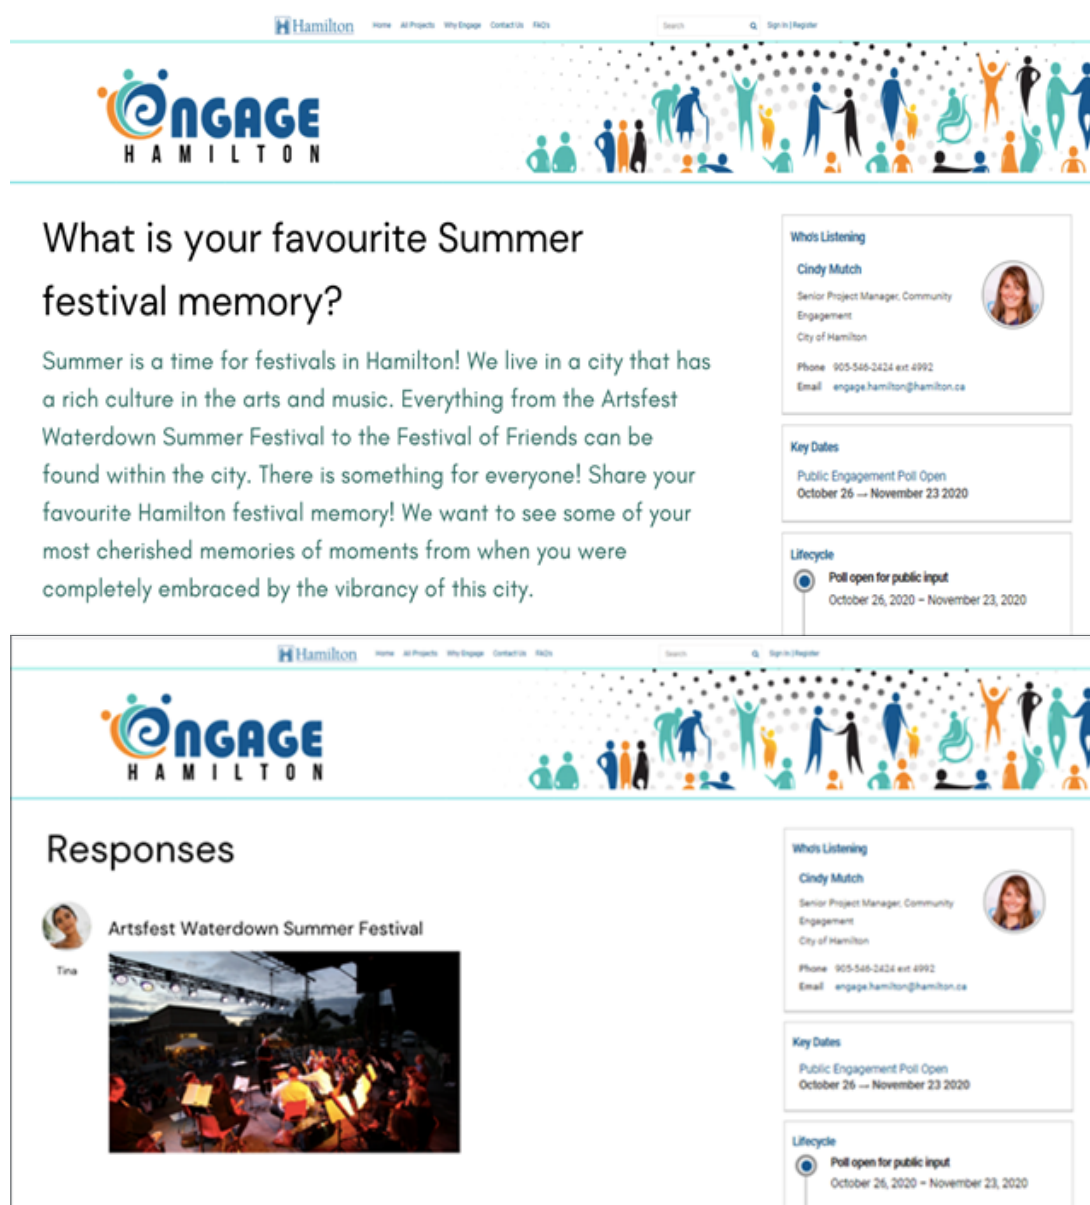 Hamilton Home All Projects Why Engage Contact Us FAQs Search Sign In | Register
engage
HAMILTON
What is your favourite Summer
festival memory?
Summer is a time for festivals in Hamilton! We live in a city that has
a rich culture in the arts and music. Everything from the Artsfest
Waterdown Summer Festival to the Festival of Friends can be
found within the city. There is something for everyone! Share your
favourite Hamilton festival memory! We want to see some of your
most cherished memories of moments from when you were
completely embraced by the vibrancy of this city.
Who's Listening
Cindy Mutch
Senior Project Manager, Community
Engagement
City of Hamilton
Phone 905-546-2424 ext 4992
Email engage.hamilton@hamilton.ca
Key Dates
Public Engagement Poll Open
October 26 → November 23 2020
Lifecycle
Poll open for public input
October 26, 2020 – November 23, 2020
Hamilton Home All Projects Why Engage Contact Us FAQs Search Sign In | Register
engage
HAMILTON
Responses
Artsfest Waterdown Summer Festival
Tina
Who's Listening
Cindy Mutch
Senior Project Manager, Community
Engagement
City of Hamilton
Phone 905-546-2424 ext 4992
Email engage.hamilton@hamilton.ca
Key Dates
Public Engagement Poll Open
October 26 → November 23 2020
Lifecycle
Poll open for public input
October 26, 2020 – November 23, 2020